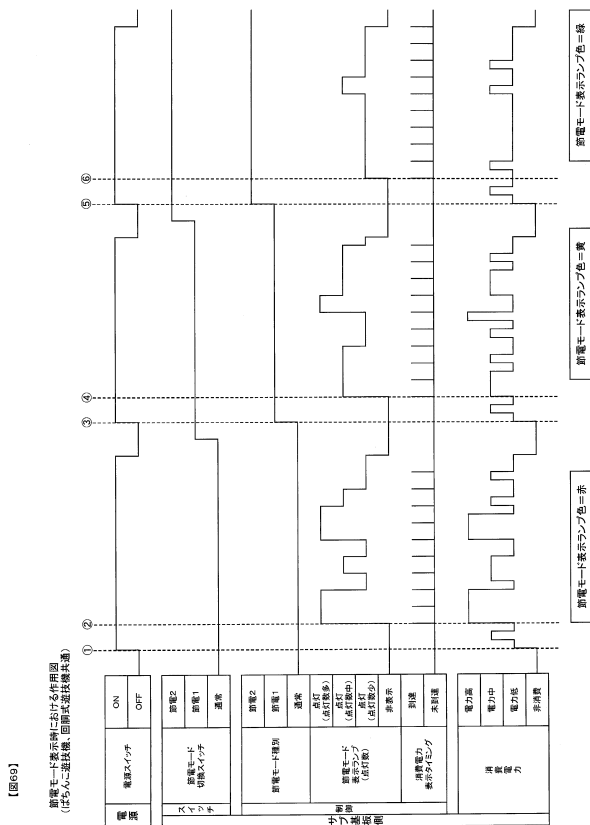 【図69】
節電モード表示時における作用図
(ぱちんこ遊技機、回胴式遊技機共通)
① ② ③ ④ ⑤ ⑥
電源
電源スイッチ
ON
OFF
サブ基板側
スイッチ
節電モード
切換スイッチ
節電2
節電1
通常
制御
節電モード種別
節電2
節電1
通常
節電モード
表示ランプ
(点灯数)
点灯
(点灯数多)
点灯
(点灯数中)
点灯
(点灯数少)
非表示
消費電力
表示タイミング
到達
未到達
消費電力
電力高
電力中
電力低
非消費
節電モード表示ランプ色=赤
節電モード表示ランプ色=黄
節電モード表示ランプ色=緑